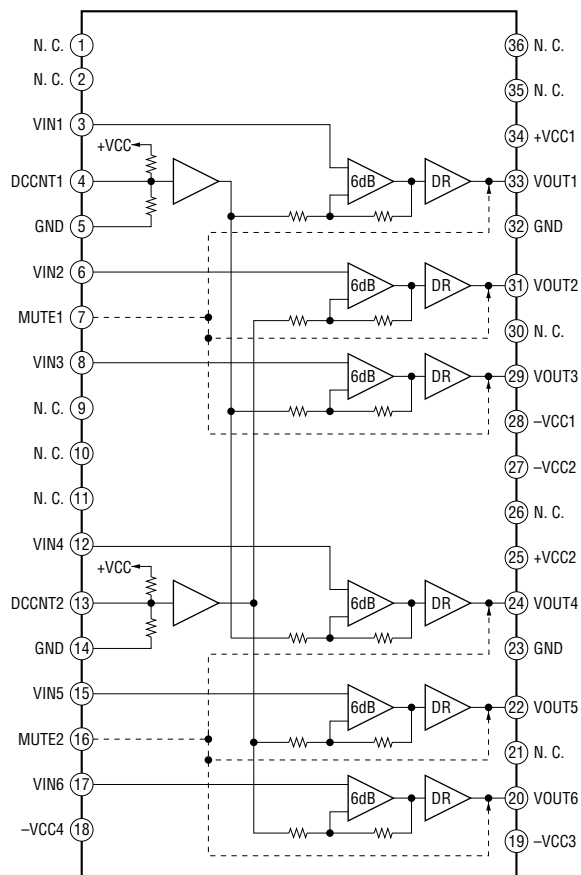 N. C. 1
N. C. 2
VIN1 3
+VCC
DCCNT1 4
GND 5
VIN2 6
MUTE1 7
VIN3 8
N. C. 9
N. C. 10
N. C. 11
VIN4 12
+VCC
DCCNT2 13
GND 14
VIN5 15
MUTE2 16
VIN6 17
–VCC4 18
6dB DR
6dB DR
6dB DR
6dB DR
6dB DR
6dB DR
36 N. C.
35 N. C.
34 +VCC1
33 VOUT1
32 GND
31 VOUT2
30 N. C.
29 VOUT3
28 –VCC1
27 –VCC2
26 N. C.
25 +VCC2
24 VOUT4
23 GND
22 VOUT5
21 N. C.
20 VOUT6
19 –VCC3